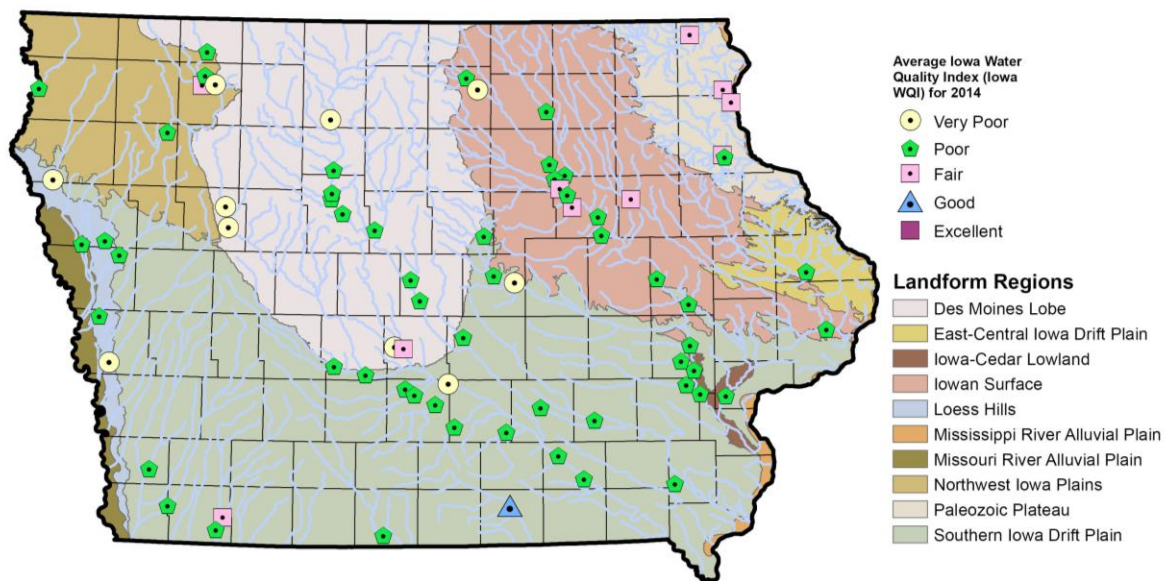 Average Iowa Water
Quality Index (Iowa
WQI) for 2014
Very Poor
Poor
Fair
Good
Excellent
Landform Regions
Des Moines Lobe
East-Central Iowa Drift Plain
Iowa-Cedar Lowland
Iowan Surface
Loess Hills
Mississippi River Alluvial Plain
Missouri River Alluvial Plain
Northwest Iowa Plains
Paleozoic Plateau
Southern Iowa Drift Plain